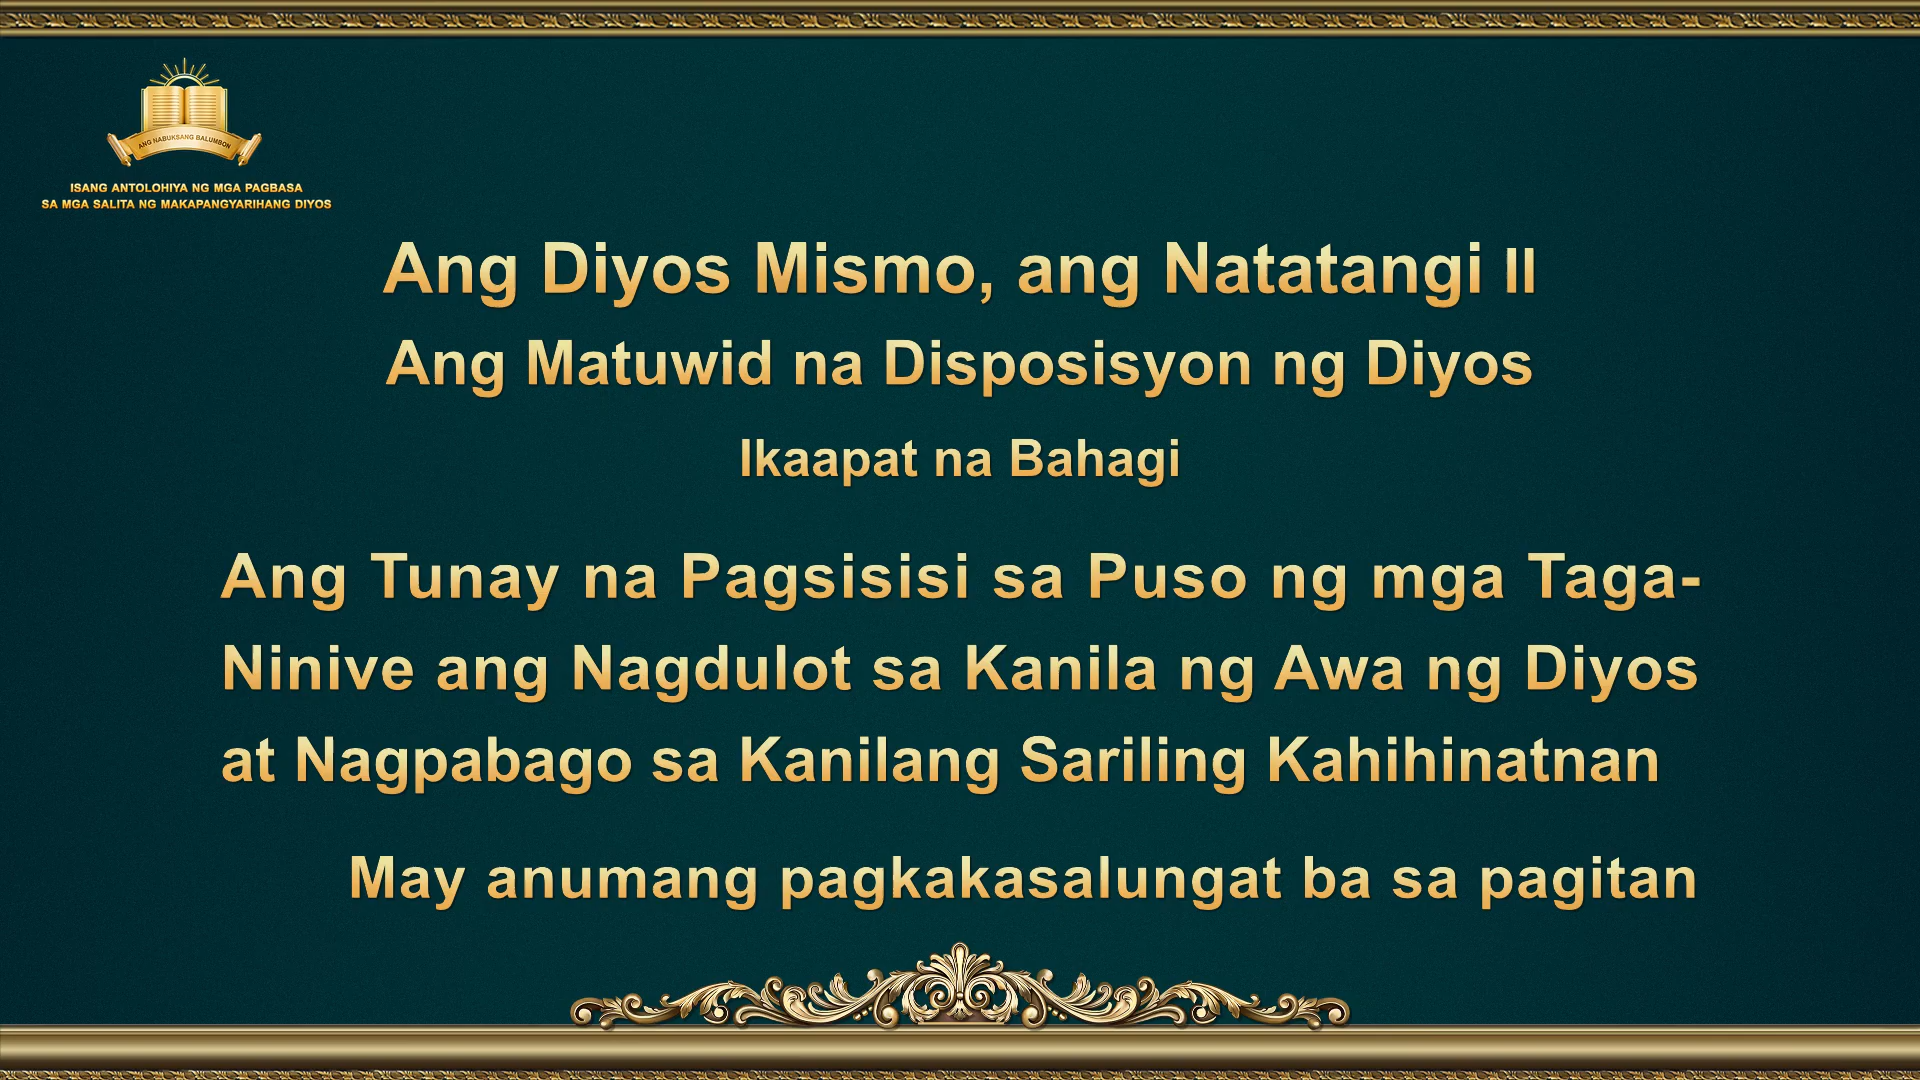 ANG NABUKSANG BALUMBON
ISANG ANTOLOHIYA NG MGA PAGBASA
SA MGA SALITA NG MAKAPANGYARIHANG DIYOS
Ang Diyos Mismo, ang Natatangi II
Ang Matuwid na Disposisyon ng Diyos
Ikaapat na Bahagi
Ang Tunay na Pagsisisi sa Puso ng mga Taga-
Ninive ang Nagdulot sa Kanila ng Awa ng Diyos
at Nagpabago sa Kanilang Sariling Kahihinatnan
May anumang pagkakasalungat ba sa pagitan